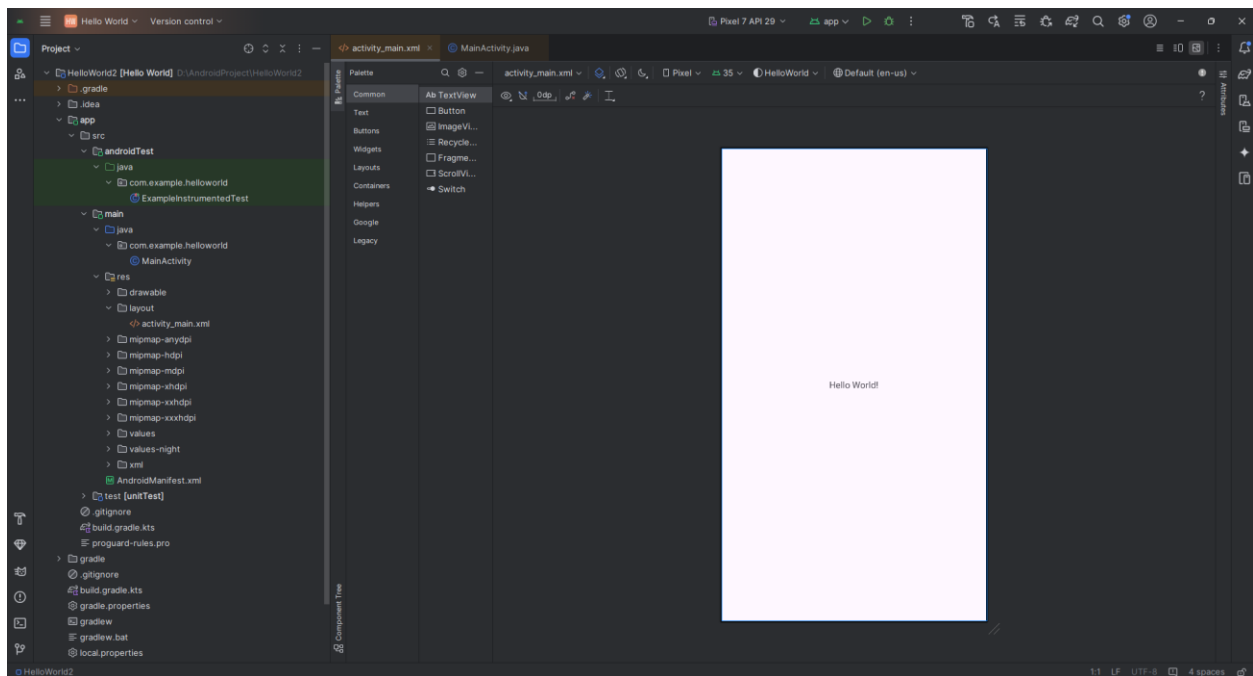 HW Hello World Version control Pixel 7 API 29 app
Project
activity_main.xml MainActivity.java
HelloWorld2 [Hello World] D:\AndroidProject\HelloWorld2
.gradle
.idea
app
src
androidTest
java
com.example.helloworld
ExampleInstrumentedTest
main
java
com.example.helloworld
MainActivity
res
drawable
layout
activity_main.xml
mipmap-anydpi
mipmap-hdpi
mipmap-mdpi
mipmap-xhdpi
mipmap-xxhdpi
mipmap-xxxhdpi
values
values-night
xml
AndroidManifest.xml
test [unitTest]
.gitignore
build.gradle.kts
proguard-rules.pro
gradle
.gitignore
build.gradle.kts
gradle.properties
gradlew
gradlew.bat
local.properties
Palette
Component Tree
Palette
Common
Text
Buttons
Widgets
Layouts
Containers
Helpers
Google
Legacy
Ab TextView
Button
ImageVi...
Recycle...
Fragme...
ScrollVi...
Switch
activity_main.xml Pixel 35 HelloWorld Default (en-us)
0dp
Hello World!
Attributes
HelloWorld2
1:1 LF UTF-8 4 spaces